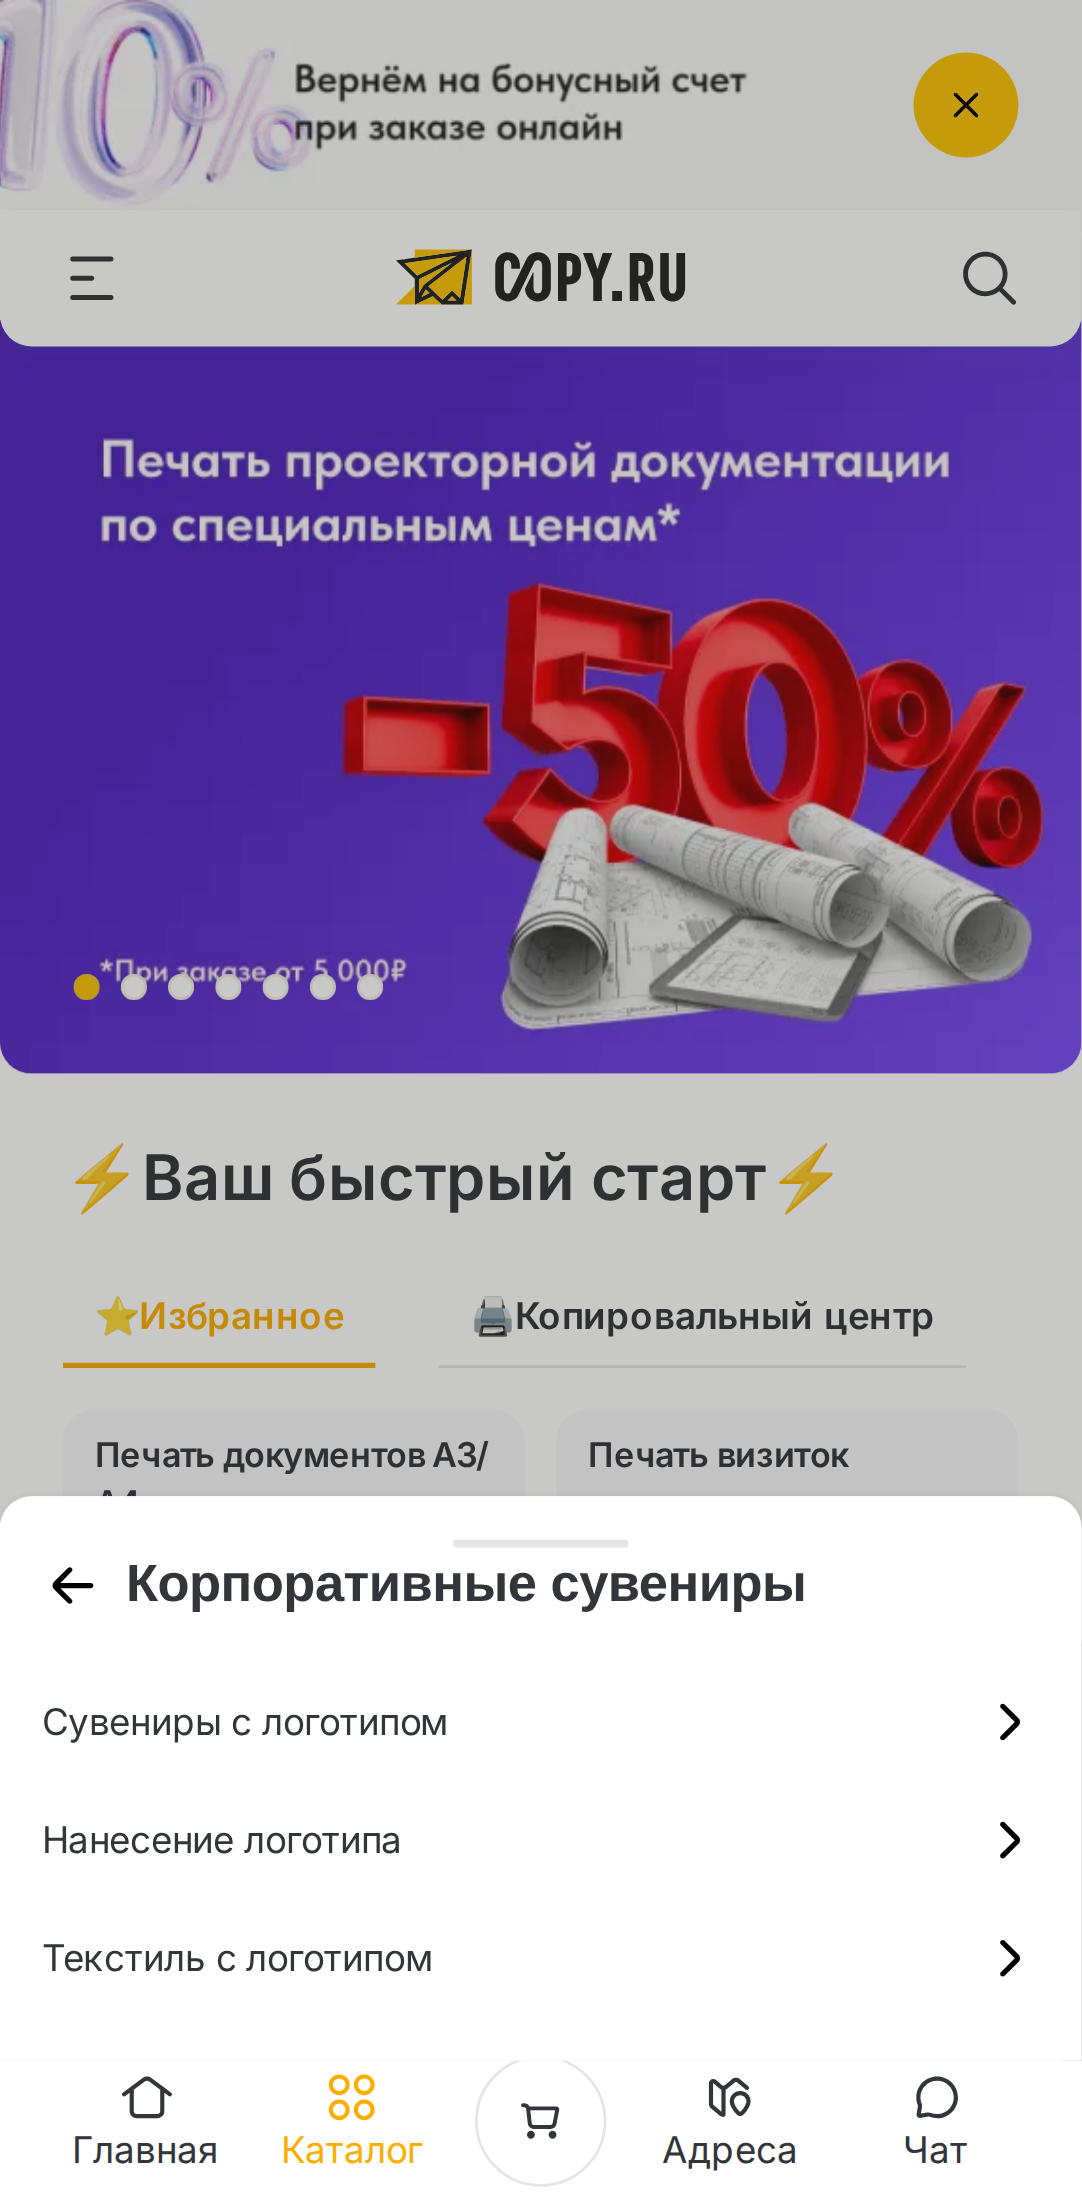 10%
Вернём на бонусный счет
при заказе онлайн
COPY.RU
Печать проекторной документации
по специальным ценам*
-50%
*При заказе от 5 000₽
⚡Ваш быстрый старт⚡
⭐Избранное
🖨️Копировальный центр
Печать документов А3/
А4
Печать визиток
Корпоративные сувениры
Сувениры с логотипом
Нанесение логотипа
Текстиль с логотипом
Главная
Каталог
Адреса
Чат